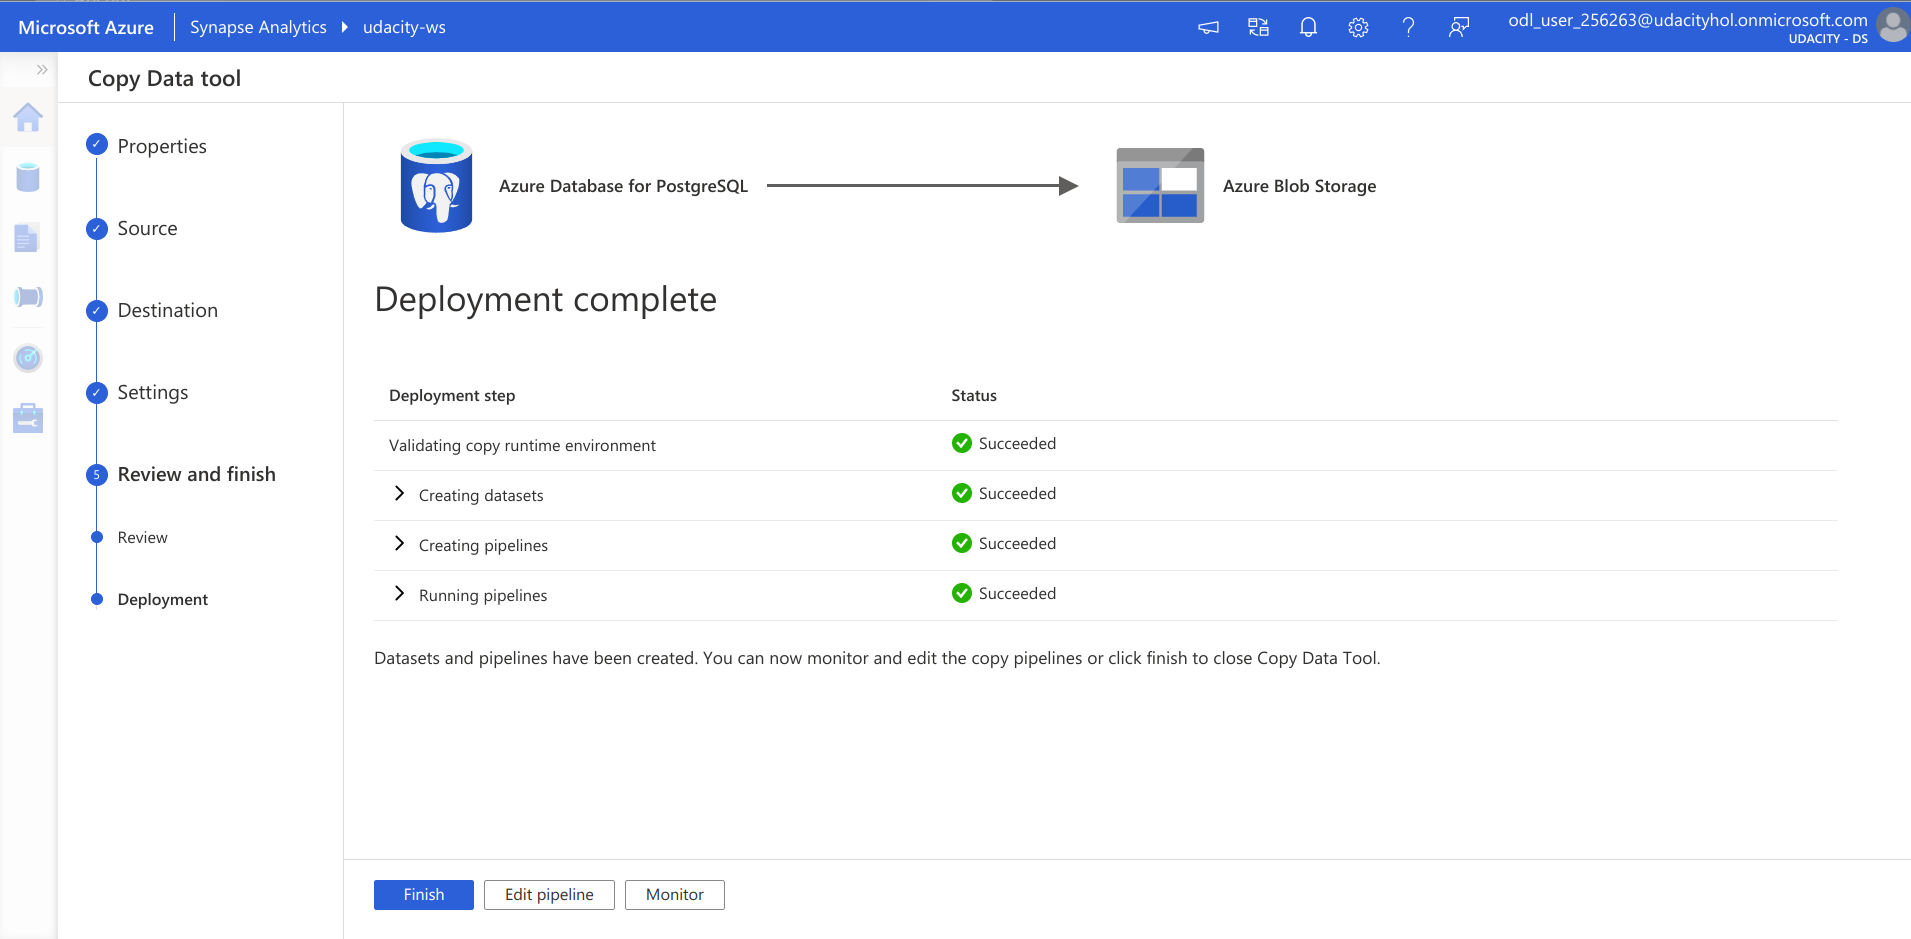 Microsoft Azure
Synapse Analytics
udacity-ws
odl_user_256263@udacityhol.onmicrosoft.com
UDACITY - DS
Copy Data tool
Properties
Source
Destination
Settings
5
Review and finish
Review
Deployment
Azure Database for PostgreSQL
Azure Blob Storage
Deployment complete
Deployment step Status
Validating copy runtime environment Succeeded
Creating datasets Succeeded
Creating pipelines Succeeded
Running pipelines Succeeded
Datasets and pipelines have been created. You can now monitor and edit the copy pipelines or click finish to close Copy Data Tool.
Finish Edit pipeline Monitor